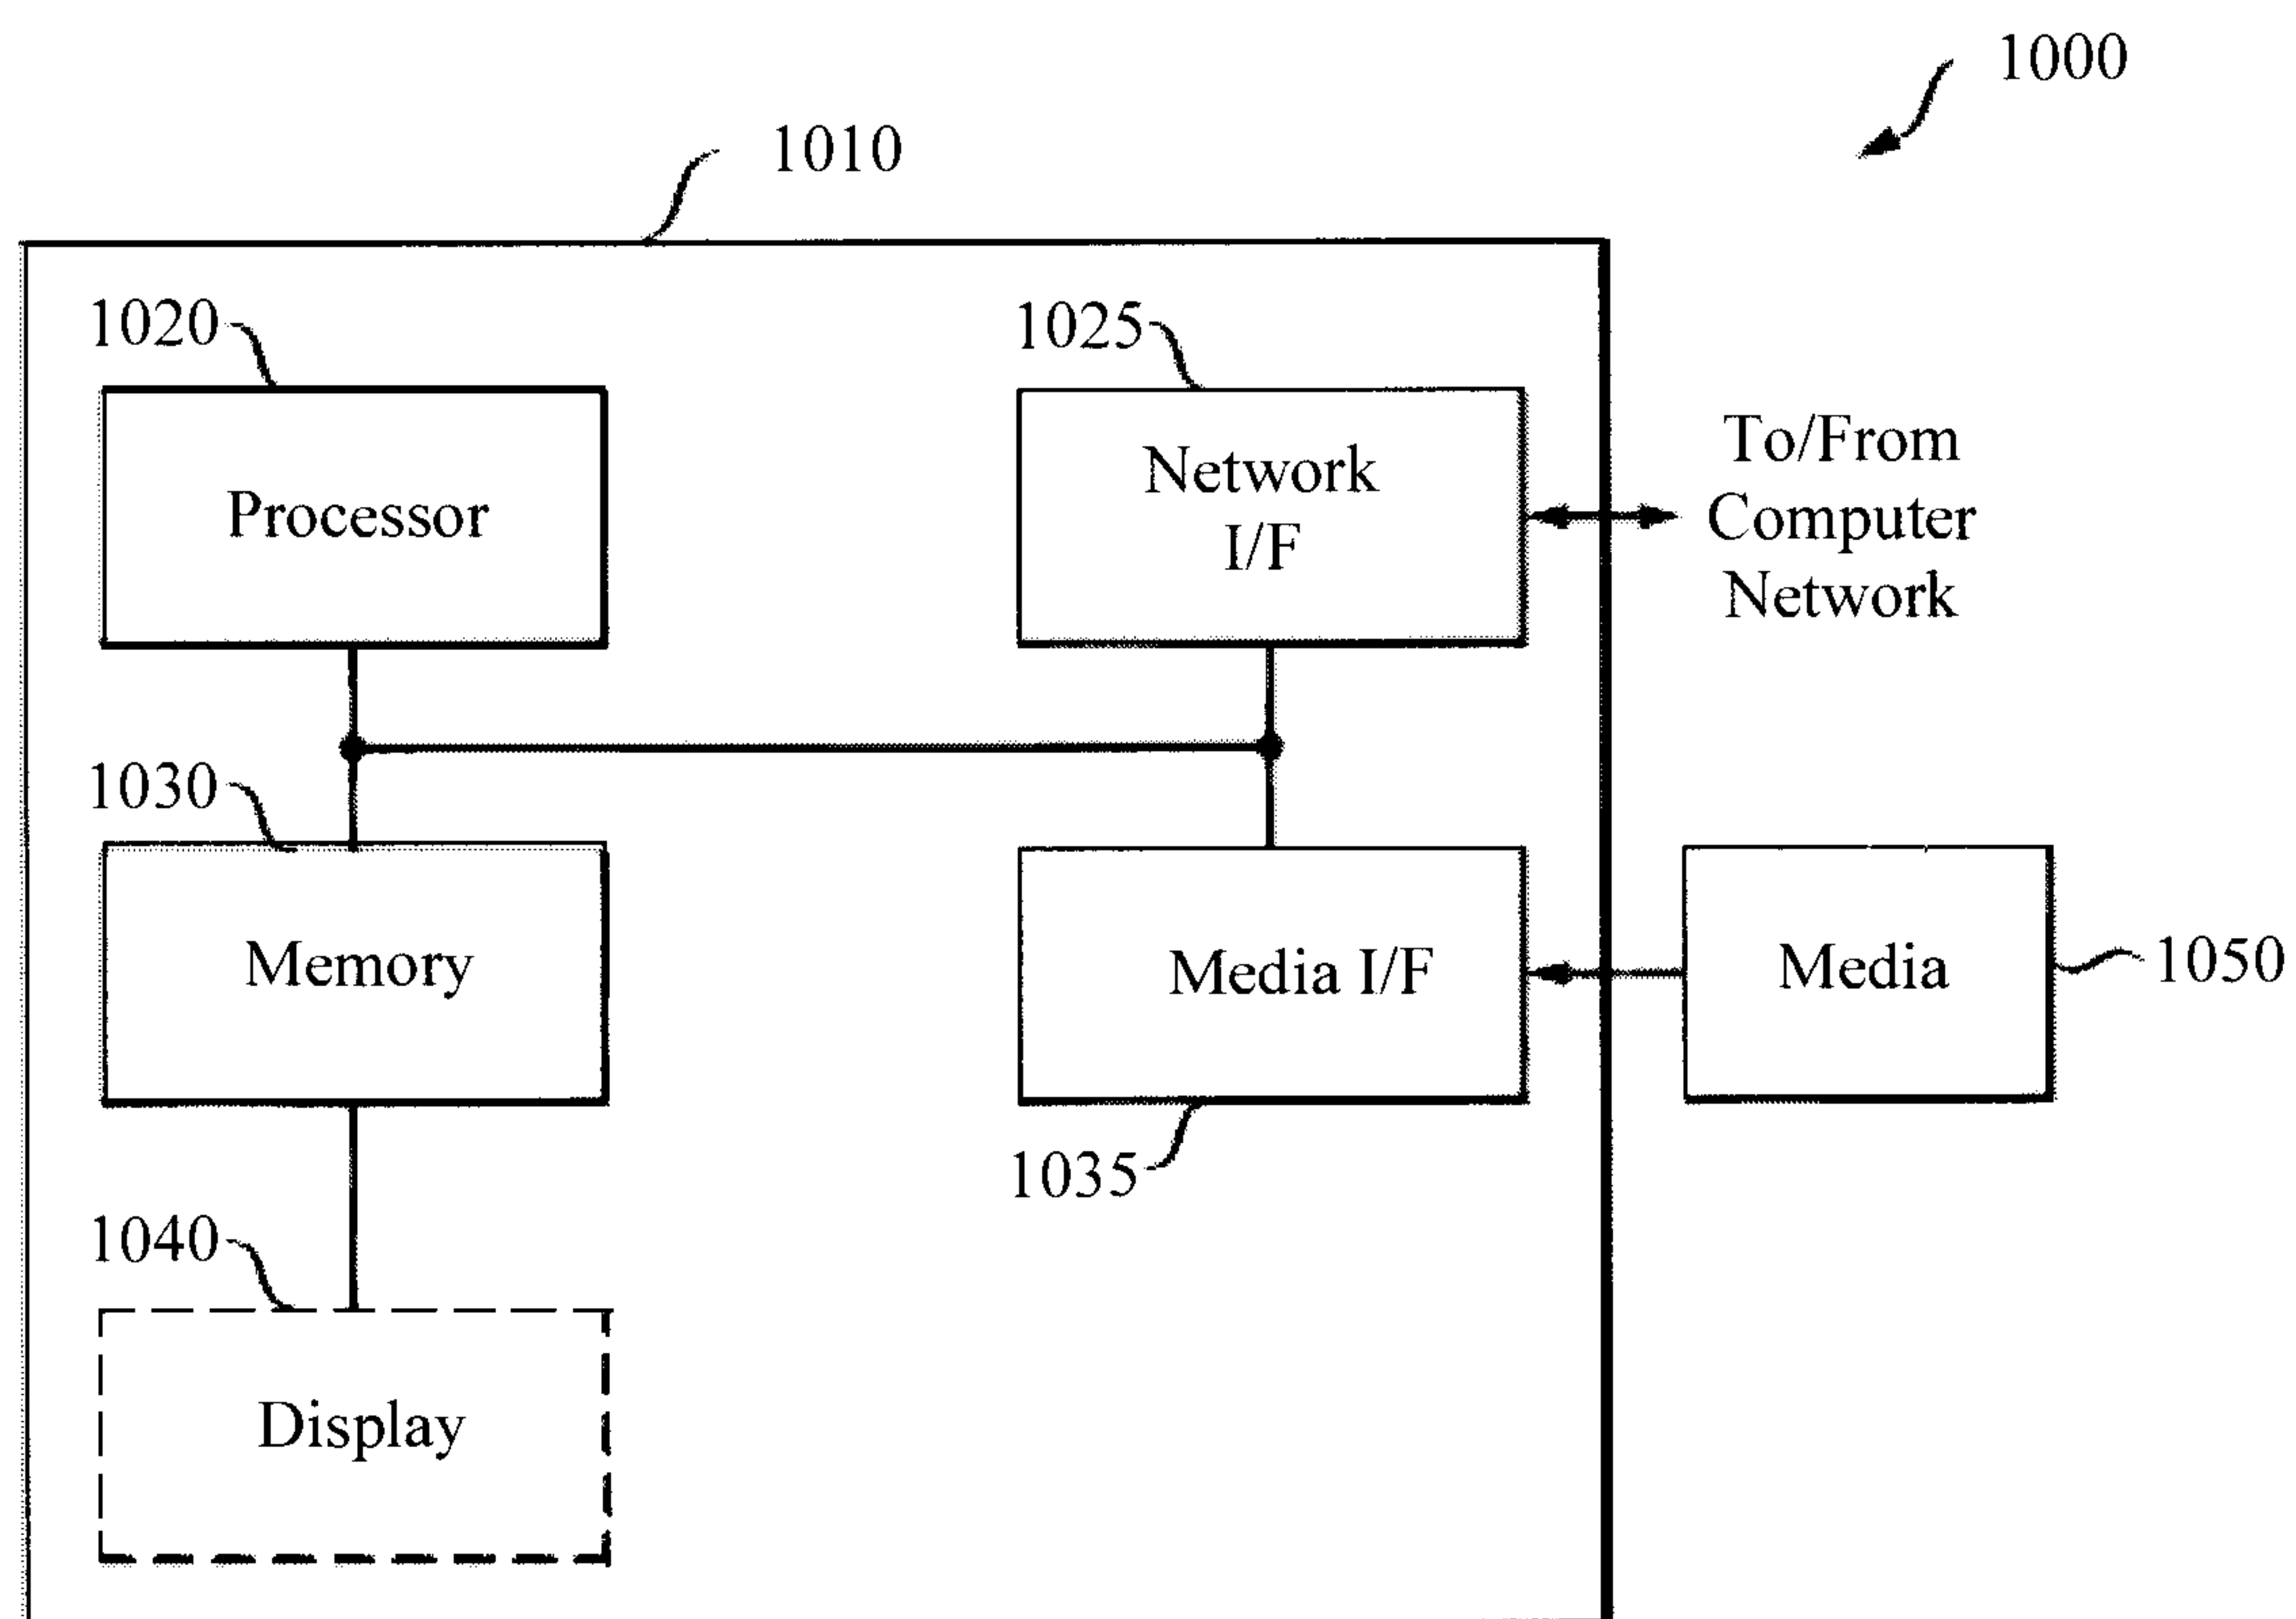 1000
1010
1020
1025
Processor
Network
I/F
To/From
Computer
Network
1030
Memory
Media I/F
Media
1050
1035
1040
Display